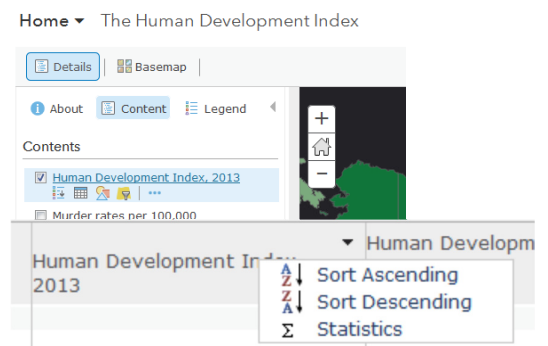 Home The Human Development Index
Details Basemap
About Content Legend
Contents
Human Development Index, 2013
Murder rates per 100,000
Human Developm
Human Development
2013
Sort Ascending
Sort Descending
Σ Statistics